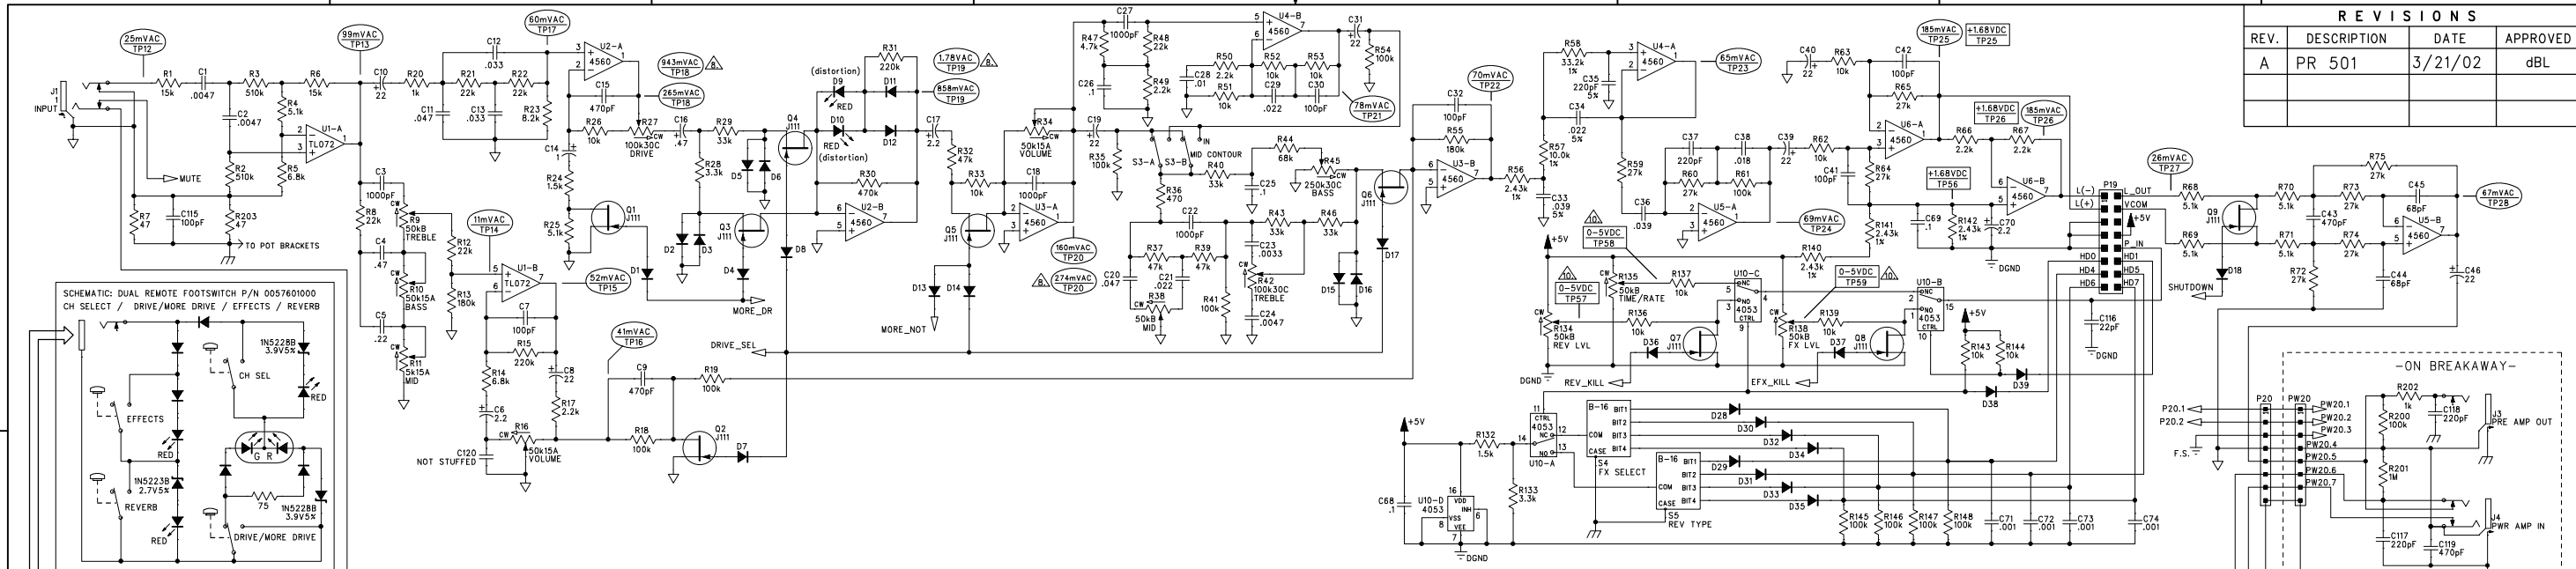 REVISIONS
REV. DESCRIPTION DATE APPROVED
A PR 501 3/21/02 dBL
25mVAC TP12
J1 INPUT
R1 15k
C1 .0047
R3 510k
R6 15k
C2 .0047
R4 5.1k
U1-A TL072
R2 510k
R5 6.8k
MUTE
R7 47
C115 100pF
R203 47
TO POT BRACKETS
99mVAC TP13
C10 22
R20 1k
C3 1000pF
R8 22k
R9 50kB TREBLE
C4 .47
R10 50k15A BASS
C5 .22
R11 5k15A MID
R12 22k
R13 180k
11mVAC TP14
U1-B TL072
52mVAC TP15
C7 100pF
R15 220k
R14 6.8k
C8 22
C6 2.2
R17 2.2k
R16 50k15A VOLUME
C120 NOT STUFFED
41mVAC TP16
C9 470pF
R19 100k
R18 100k
Q2 J111
D7
C12 .033
R21 22k
R22 22k
C11 .047
C13 .033
R23 8.2k
60mVAC TP17
U2-A 4560
C15 470pF
943mVAC TP18
265mVAC TP18
R26 10k
R27 100k30C DRIVE
C14 1
R24 1.5k
R25 5.1k
Q1 J111
D1
C16 .47
R29 33k
R28 3.3k
D5
D6
D2
D3
Q3 J111
D4
MORE_DR
Q4 J111
D8
(distortion)
D9 RED
D10 RED
(distortion)
R31 220k
D11
D12
R30 470k
U2-B 4560
1.78VAC TP19
858mVAC TP19
C17 2.2
R32 47k
R33 10k
Q5 J111
D13
D14
MORE_NOT
DRIVE_SEL
R34 50k15A VOLUME
C18 1000pF
U3-A 4560
160mVAC TP20
274mVAC TP20
C19 22
R35 100k
C27 1000pF
R47 4.7k
R48 22k
C26 .1
R49 2.2k
R50 2.2k
C28 .01
R51 10k
R52 10k
R53 10k
C29 .022
C30 100pF
U4-B 4560
C31 22
R54 100k
78mVAC TP21
S3-A
S3-B
IN
MID CONTOUR
R36 470
R40 33k
R44 68k
C25 .1
R45 250k30C BASS
C22 1000pF
R37 47k
R39 47k
R43 33k
R46 33k
C20 .047
C21 .022
R38 50kB MID
R41 100k
C23 .0033
R42 100k30C TREBLE
C24 .0047
D15
D16
Q6 J111
D17
C32 100pF
R55 180k
U3-B 4560
70mVAC TP22
R56 2.43k 1%
R57 10.0k 1%
C33 .039 5%
R58 33.2k 1%
C35 220pF 5%
C34 .022 5%
U4-A 4560
65mVAC TP23
R59 27k
C36 .039
C37 220pF
R60 27k
C38 .018
R61 100k
U5-A 4560
69mVAC TP24
C39 22
R62 10k
C41 100pF
C40 22
R63 10k
C42 100pF
R65 27k
U6-A 4560
R64 27k
185mVAC TP25
+1.68VDC TP25
+1.68VDC TP26
185mVAC TP26
R66 2.2k
R67 2.2k
+1.68VDC TP56
U6-B 4560
R141 2.43k 1%
C69 .1
R142 2.43k 1%
C70 2.2
DGND
R140 2.43k 1%
+5V
0-5VDC TP58
0-5VDC TP57
0-5VDC TP59
R135 50kB TIME/RATE
R137 10k
R134 50kB REV LVL
R136 10k
U10-C 4053 CTRL NC NO
R138 50kB FX LVL
R139 10k
U10-B 4053 CTRL NC NO
D36
Q7 J111
D37
Q8 J111
REV_KILL
EFX_KILL
DGND
+5V
R143 10k
R144 10k
D39
D38
P19
L(-) L_OUT
L(+) VCOM
+5V
P_IN
HD0 HD1
HD4 HD5
HD6 HD7
C116 22pF
DGND
26mVAC TP27
R68 5.1k
R69 5.1k
Q9 J111
D18
SHUTDOWN
R70 5.1k
R71 5.1k
C43 470pF
R72 27k
R73 27k
R74 27k
R75 27k
C45 68pF
C44 68pF
U5-B 4560
67mVAC TP28
C46 22
-ON BREAKAWAY-
P20 PW20
P20.1 PW20.1
P20.2 PW20.2
PW20.3
PW20.4
F.S. PW20.5
PW20.6
PW20.7
R202 1k
R200 100k
C118 220pF
J3 PRE AMP OUT
R201 1M
J4 PWR AMP IN
C117 220pF
C119 470pF
+5V
C68 .1
U10-D 4053 VDD INH VSS VEE
DGND
R132 1.5k
R133 3.3k
U10-A 4053 CTRL NC NO
B-16 COM CASE BIT1 BIT2 BIT3 BIT4
S4 FX SELECT
B-16 COM CASE BIT1 BIT2 BIT3 BIT4
S5 REV TYPE
D28
D30
D32
D34
D29
D31
D33
D35
R145 100k
R146 100k
R147 100k
R148 100k
C71 .001
C72 .001
C73 .001
C74 .001
SCHEMATIC: DUAL REMOTE FOOTSWITCH P/N 0057601000
CH SELECT / DRIVE/MORE DRIVE / EFFECTS / REVERB
1N5228B 3.9V5%
CH SEL
RED
EFFECTS
RED
G R
1N5223B 2.7V5%
75
1N5228B 3.9V5%
REVERB
RED
DRIVE/MORE DRIVE